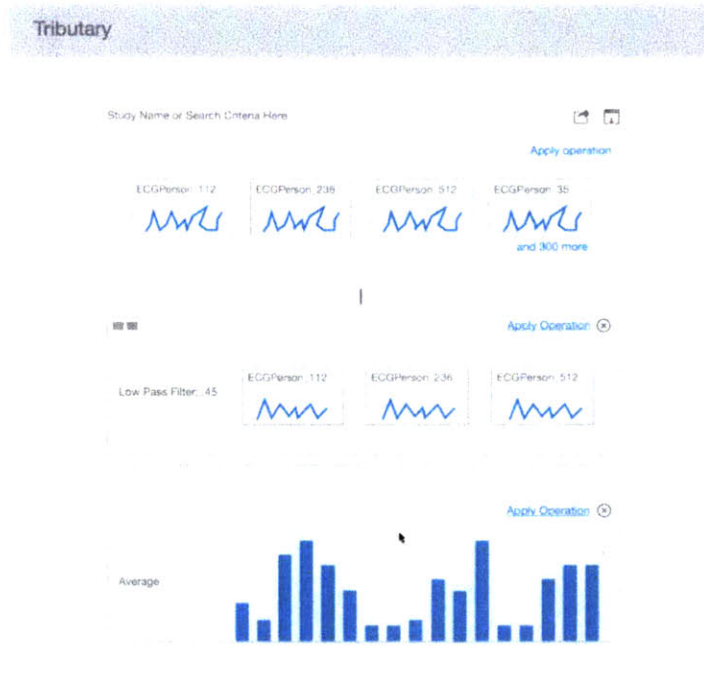 Tributary
Study Name or Search Criteria Here
Apply operation
ECGPerson: 112 ECGPerson: 236 ECGPerson: 512 ECGPerson: 35
and 300 more
Apply Operation
ECGPerson: 112 ECGPerson: 236 ECGPerson: 512
Low Pass Filter: .45
Apply Operation
Average